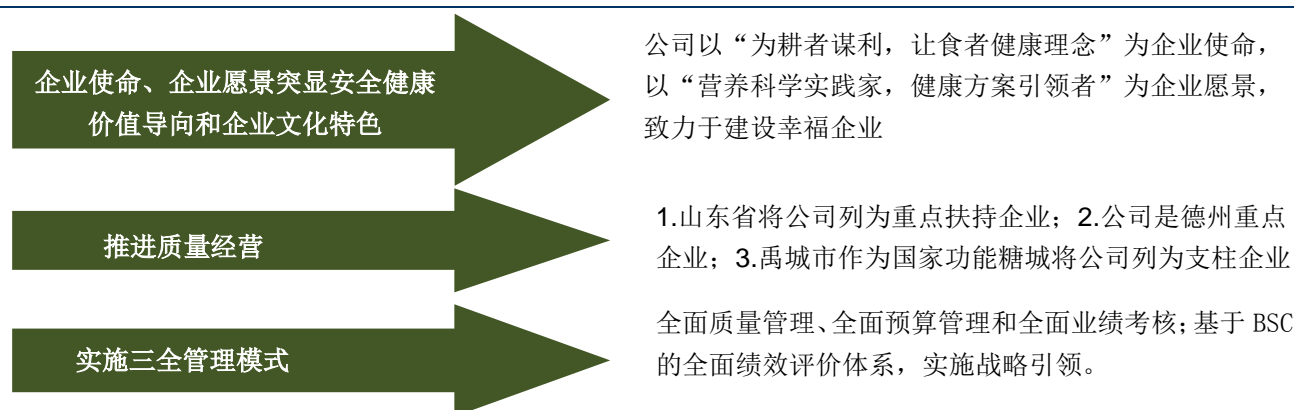 企业使命、企业愿景突显安全健康
价值导向和企业文化特色
公司以“为耕者谋利，让食者健康理念”为企业使命，
以“营养科学实践家，健康方案引领者”为企业愿景，
致力于建设幸福企业
推进质量经营
1.山东省将公司列为重点扶持企业；2.公司是德州重点
企业；3.禹城市作为国家功能糖城将公司列为支柱企业
实施三全管理模式
全面质量管理、全面预算管理和全面业绩考核；基于 BSC
的全面绩效评价体系，实施战略引领。